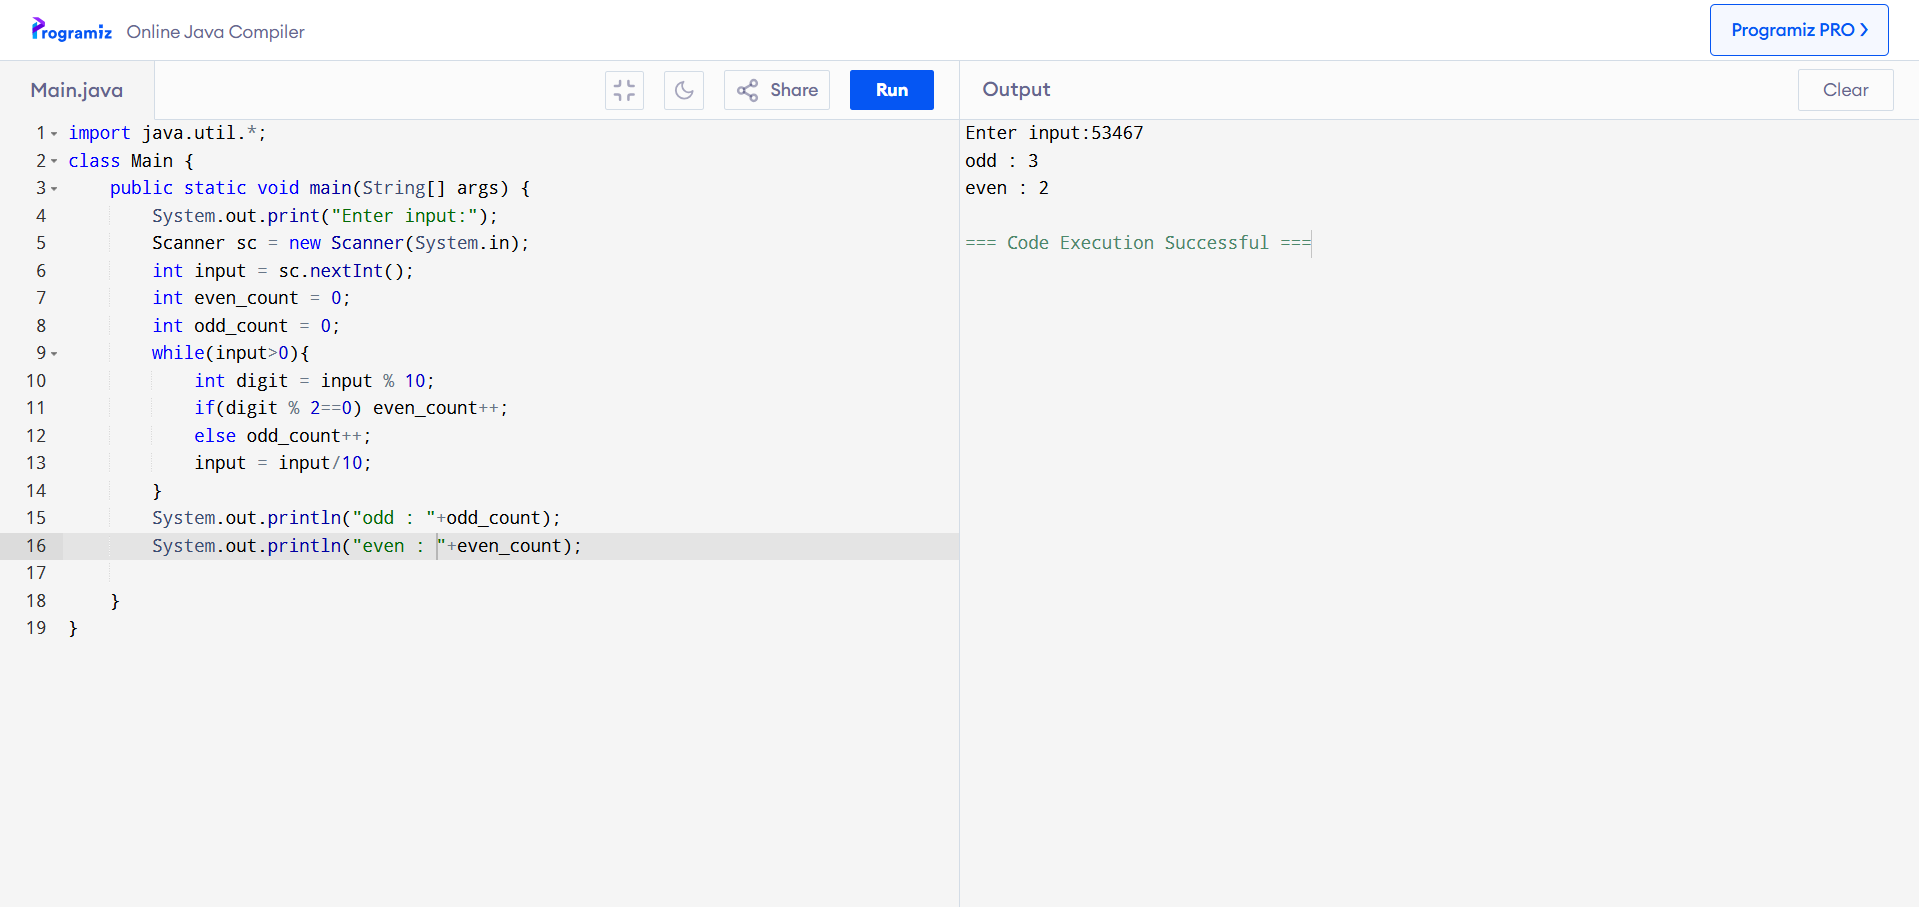 Programiz Online Java Compiler
Programiz PRO >
Main.java
Share
Run
Output
Clear
1 import java.util.*;
2 class Main {
3     public static void main(String[] args) {
4         System.out.print("Enter input:");
5         Scanner sc = new Scanner(System.in);
6         int input = sc.nextInt();
7         int even_count = 0;
8         int odd_count = 0;
9         while(input>0){
10             int digit = input % 10;
11             if(digit % 2==0) even_count++;
12             else odd_count++;
13             input = input/10;
14         }
15         System.out.println("odd : "+odd_count);
16         System.out.println("even : "+even_count);
17
18     }
19 }
Enter input:53467
odd : 3
even : 2
=== Code Execution Successful ===